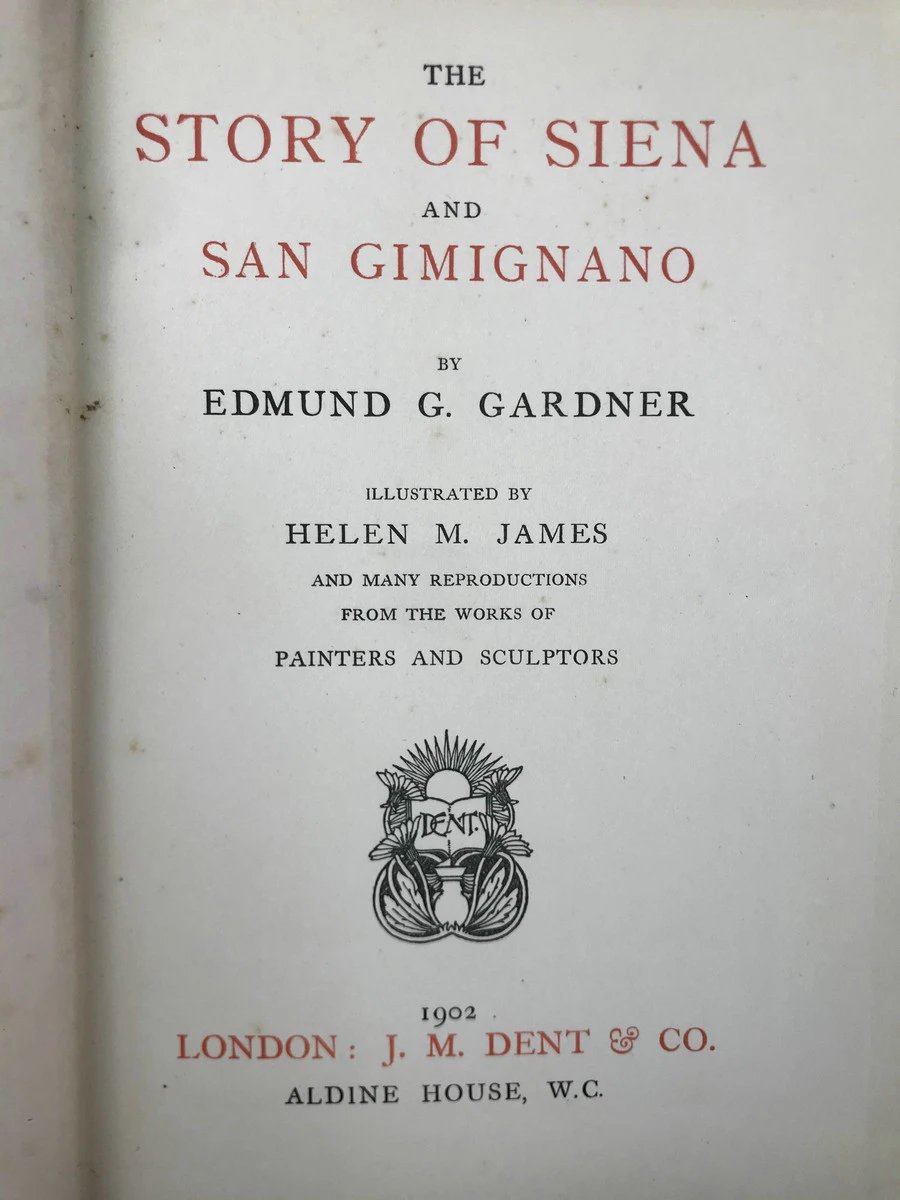 THE
STORY OF SIENA
AND
SAN GIMIGNANO
BY
EDMUND G. GARDNER
ILLUSTRATED BY
HELEN M. JAMES
AND MANY REPRODUCTIONS
FROM THE WORKS OF
PAINTERS AND SCULPTORS
DENT.
1902
LONDON: J. M. DENT & CO.
ALDINE HOUSE, W.C.